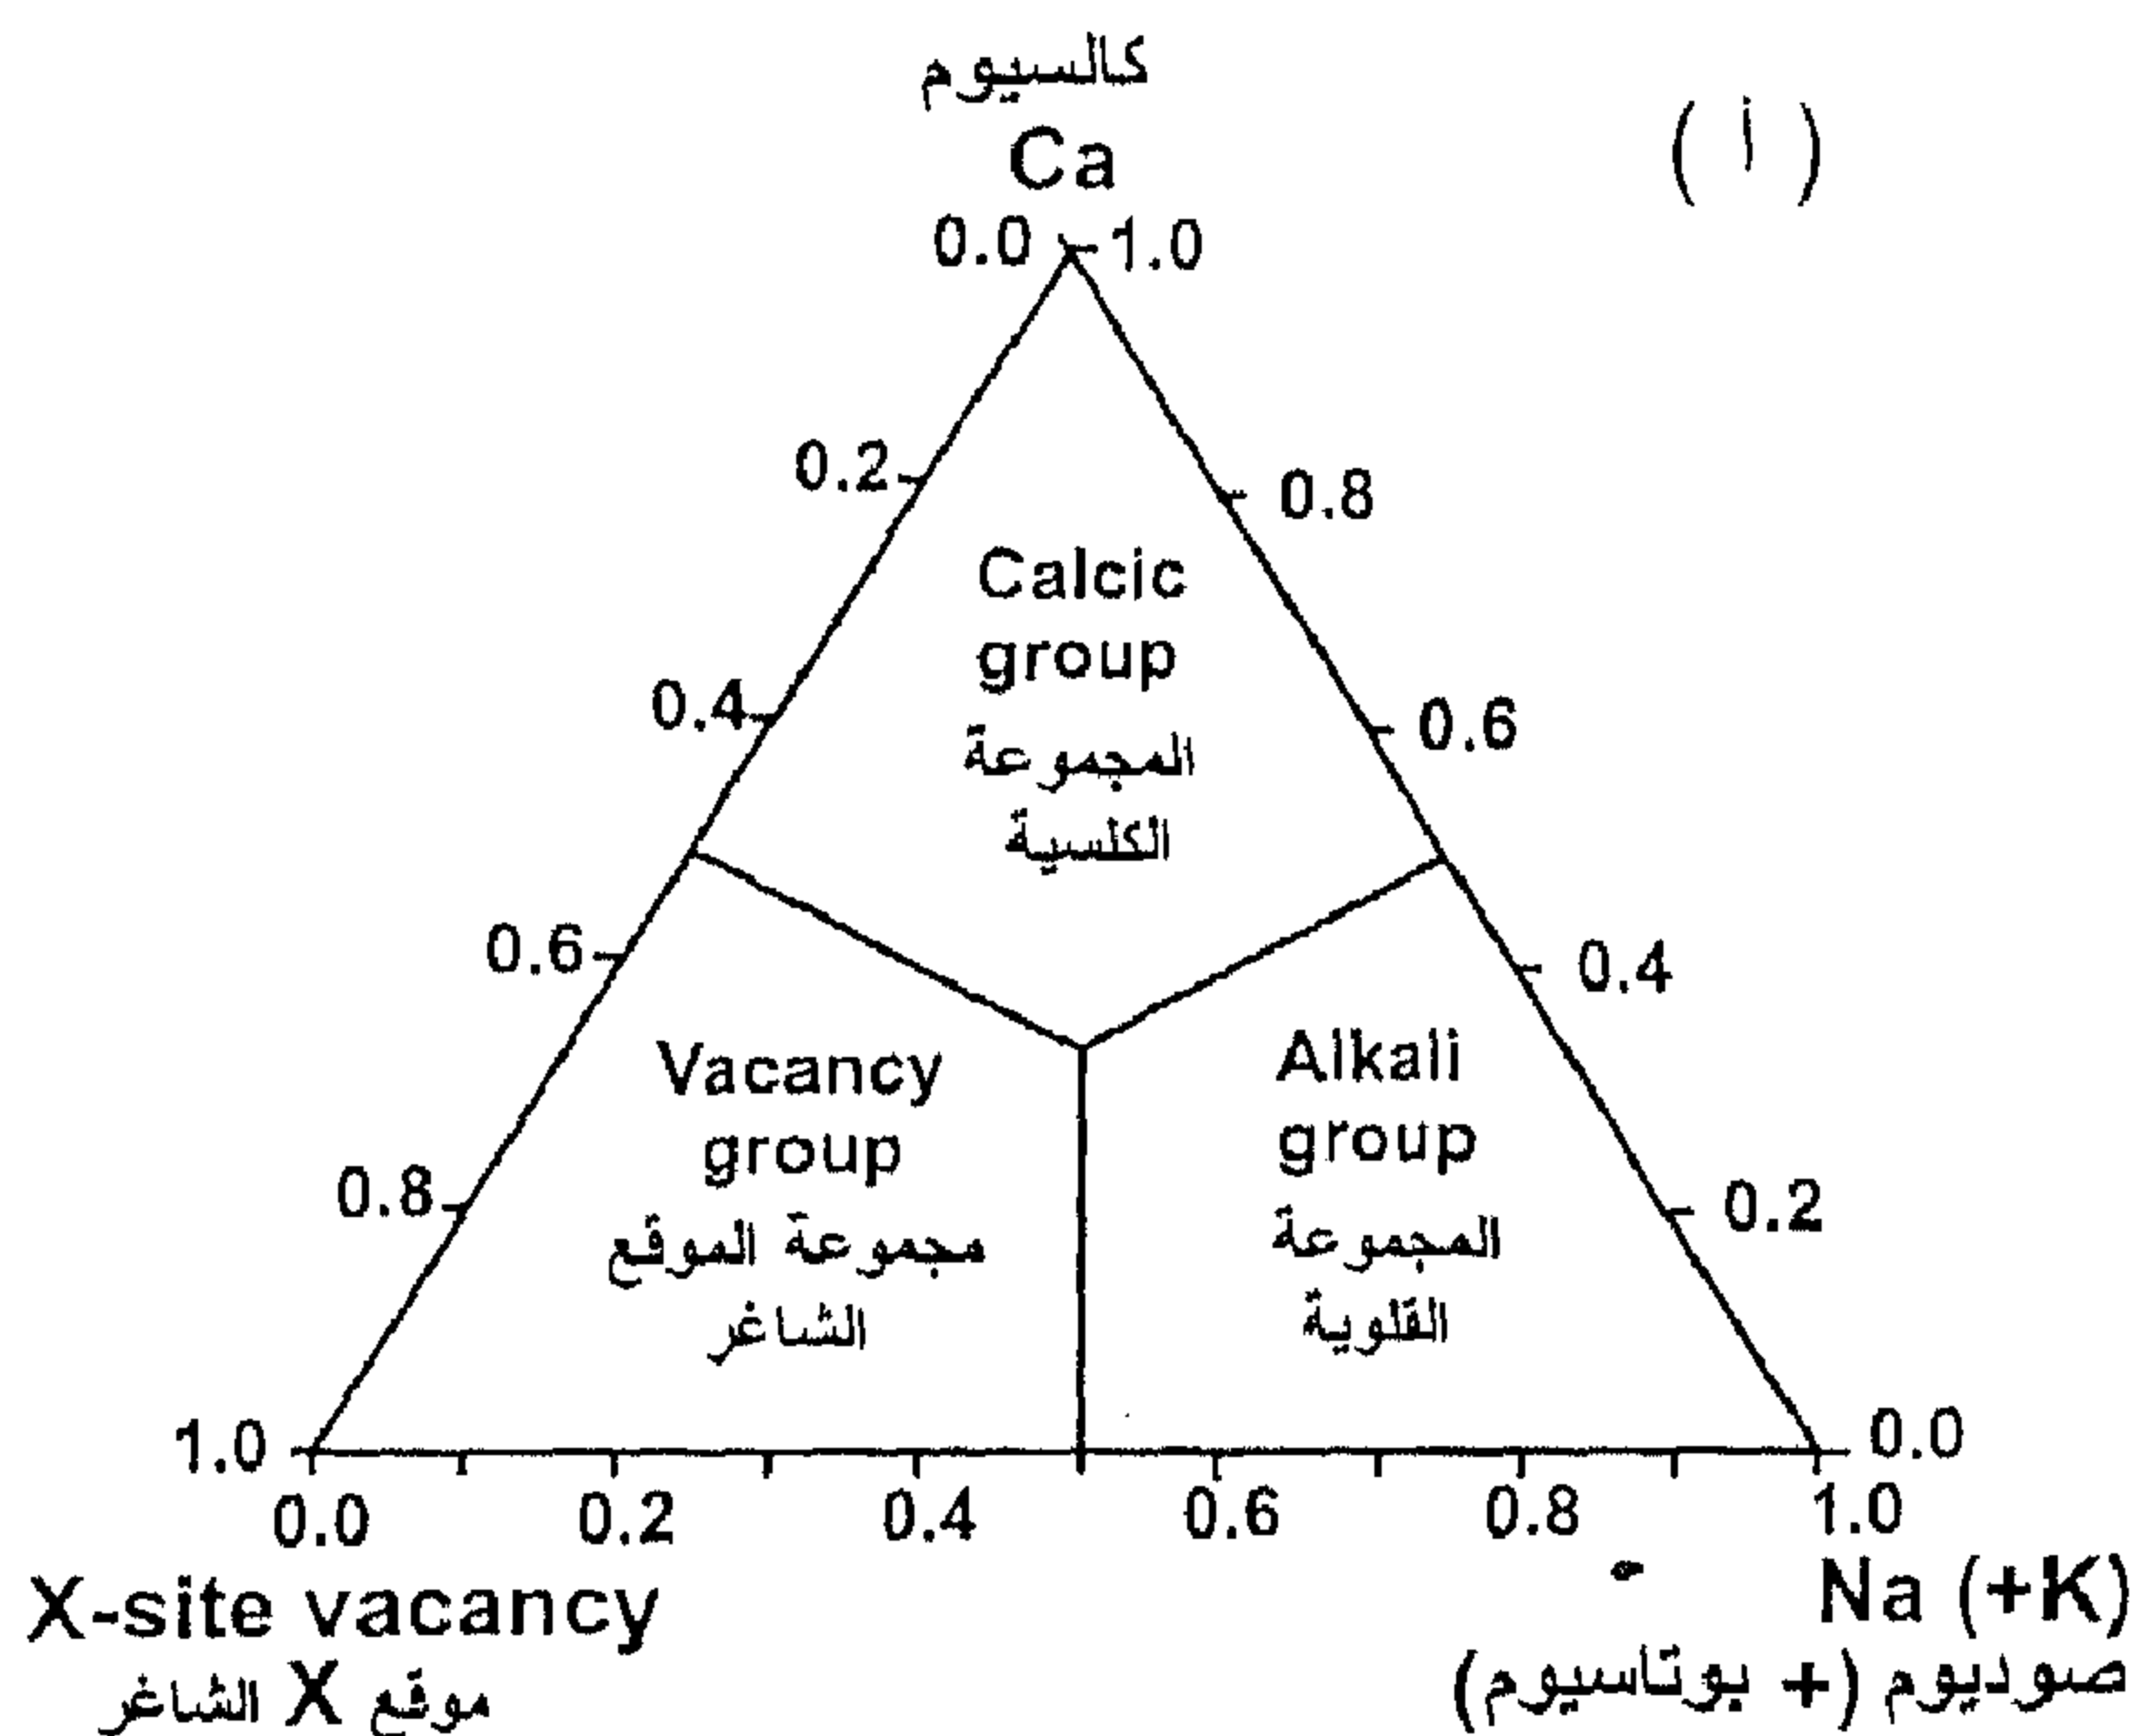 كالسيوم
Ca
( أ )
0.0 1.0
0.2 0.8
Calcic
group
المجموعة
الكلسية
0.4 0.6
0.6 0.4
Vacancy
group
مجموعة الموقع
الشاغر
Alkali
group
المجموعة
القلوية
0.8 0.2
1.0 0.0
0.0 0.2 0.4 0.6 0.8 1.0
X-site vacancy
موقع X الشاغر
Na (+K)
صوديوم (+ بوتاسيوم)